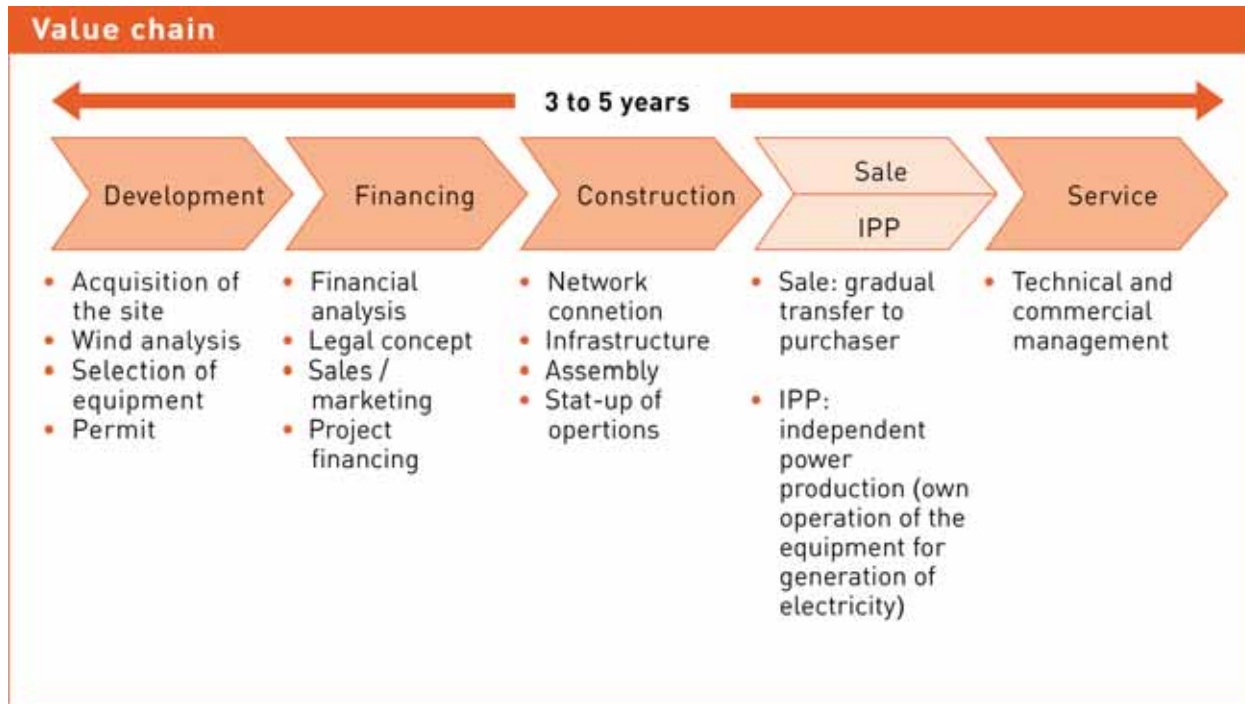 Value chain
3 to 5 years
Development
Financing
Construction
Sale
IPP
Service
• Acquisition of
the site
• Wind analysis
• Selection of
equipment
• Permit
• Financial
analysis
• Legal concept
• Sales /
marketing
• Project
financing
• Network
connetion
• Infrastructure
• Assembly
• Stat-up of
opertions
• Sale: gradual
transfer to
purchaser
• IPP:
independent
power
production (own
operation of the
equipment for
generation of
electricity)
• Technical and
commercial
management